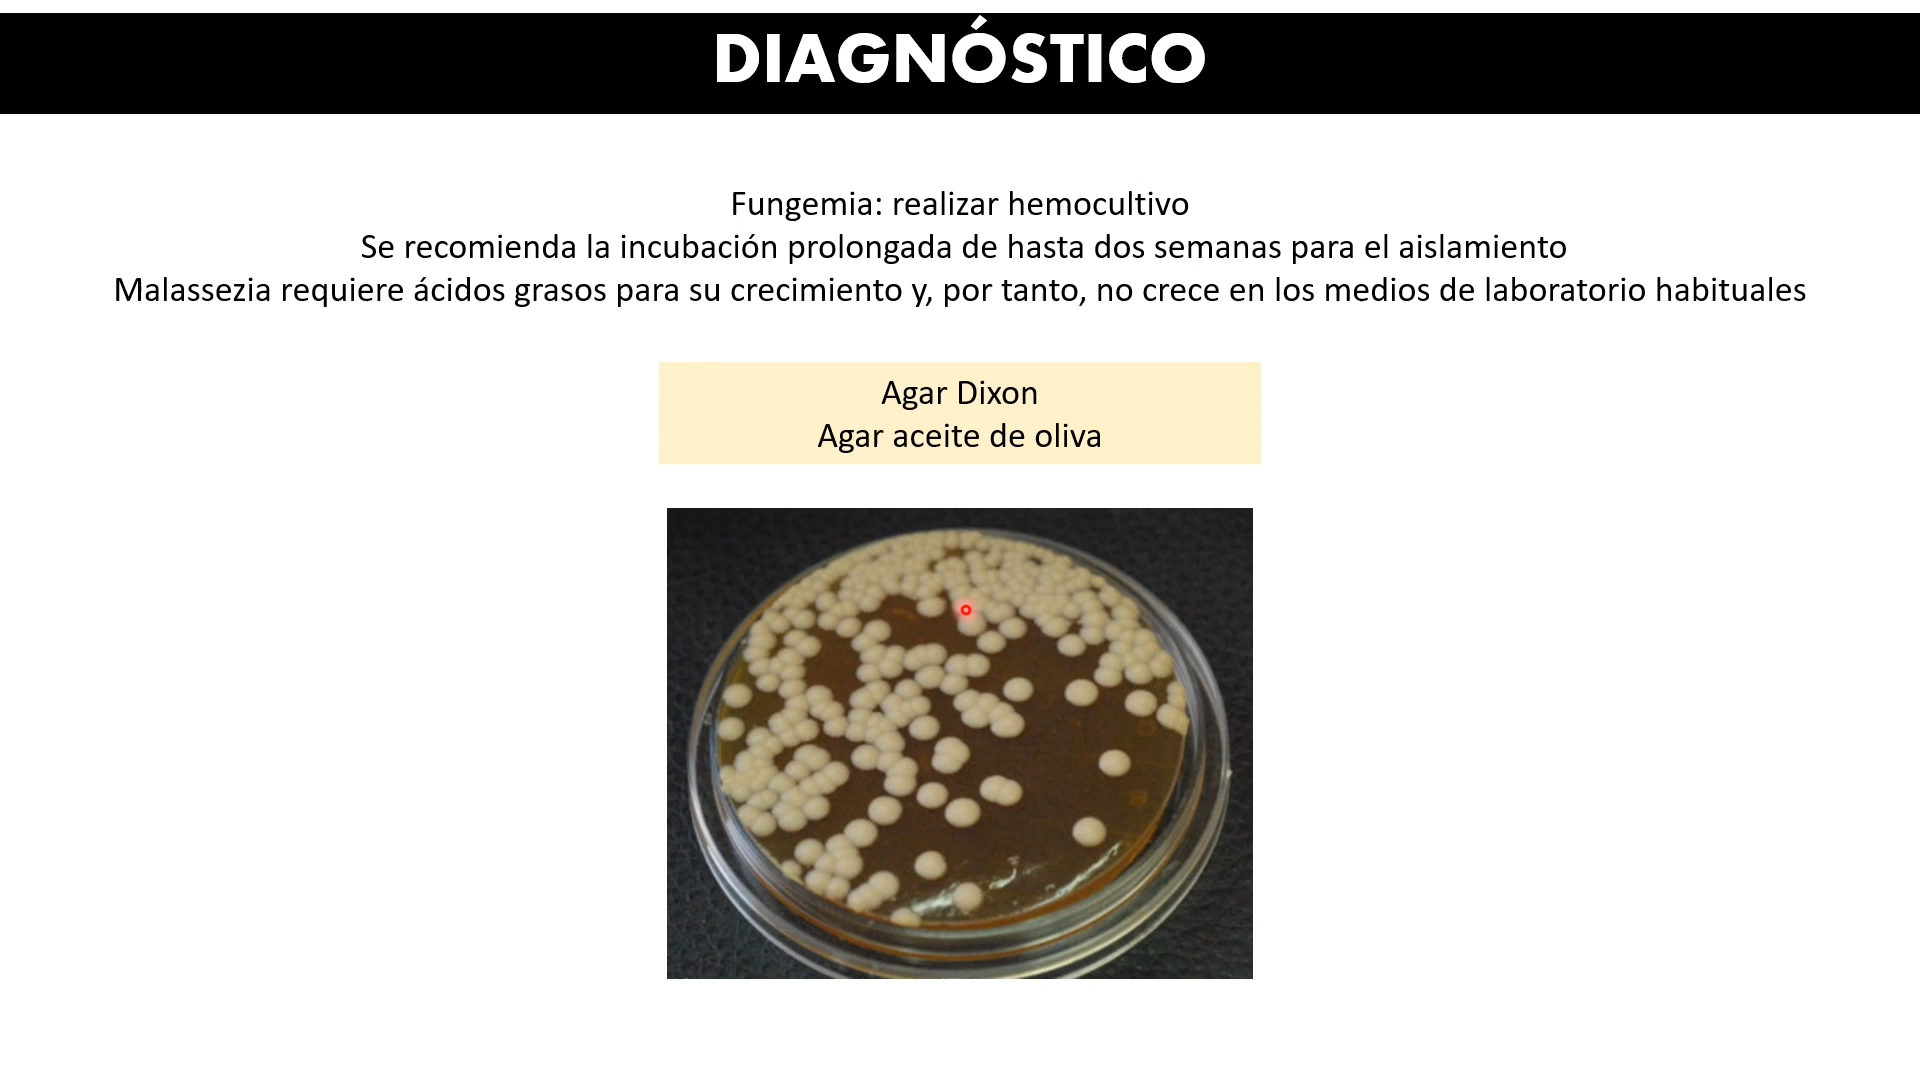 DIAGNÓSTICO
Fungemia: realizar hemocultivo
Se recomienda la incubación prolongada de hasta dos semanas para el aislamiento
Malassezia requiere ácidos grasos para su crecimiento y, por tanto, no crece en los medios de laboratorio habituales
Agar Dixon
Agar aceite de oliva